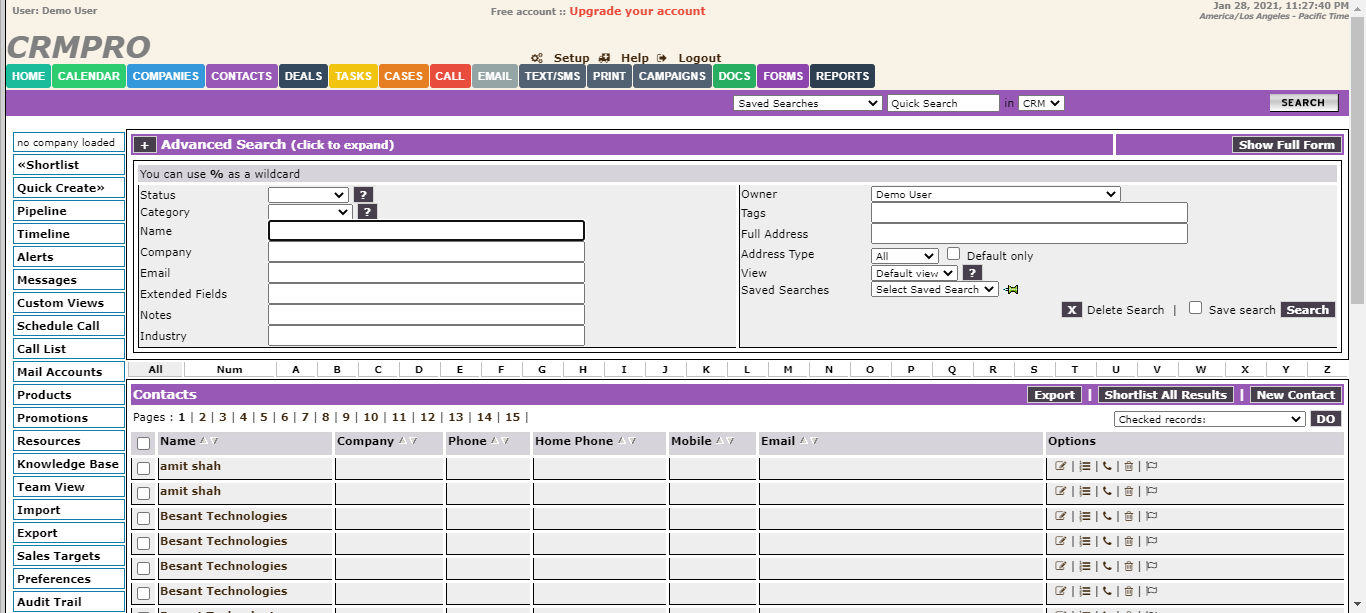 User: Demo User
Free account :: Upgrade your account
Jan 28, 2021, 11:27:40 PM
America/Los Angeles - Pacific Time
CRMPRO
Setup Help Logout
HOME CALENDAR COMPANIES CONTACTS DEALS TASKS CASES CALL EMAIL TEXT/SMS PRINT CAMPAIGNS DOCS FORMS REPORTS
Saved Searches Quick Search in CRM SEARCH
no company loaded
«Shortlist
Quick Create»
Pipeline
Timeline
Alerts
Messages
Custom Views
Schedule Call
Call List
Mail Accounts
Products
Promotions
Resources
Knowledge Base
Team View
Import
Export
Sales Targets
Preferences
Audit Trail
+ Advanced Search (click to expand) Show Full Form
You can use % as a wildcard
Status ?
Category ?
Name
Company
Email
Extended Fields
Notes
Industry
Owner Demo User
Tags
Full Address
Address Type All Default only
View Default view ?
Saved Searches Select Saved Search
X Delete Search | Save search Search
All Num A B C D E F G H I J K L M N O P Q R S T U V W X Y Z
Contacts Export | Shortlist All Results | New Contact
Pages : 1 | 2 | 3 | 4 | 5 | 6 | 7 | 8 | 9 | 10 | 11 | 12 | 13 | 14 | 15 |
Checked records: DO
Name Company Phone Home Phone Mobile Email Options
amit shah | | | |
amit shah | | | |
Besant Technologies | | | |
Besant Technologies | | | |
Besant Technologies | | | |
Besant Technologies | | | |